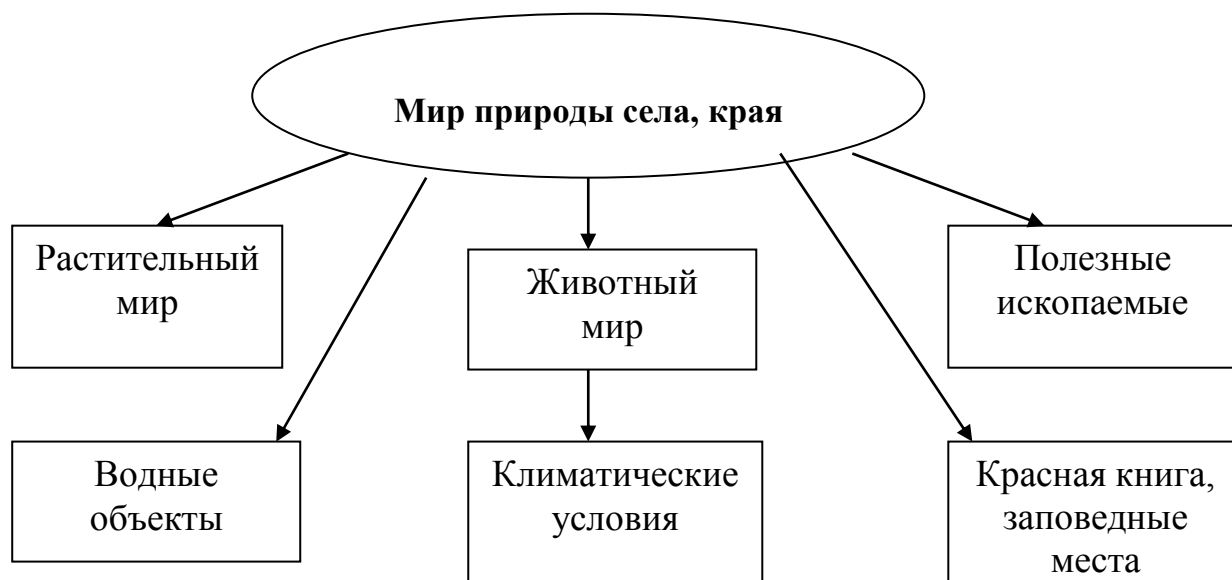 Мир природы села, края
Растительный
мир
Животный
мир
Полезные
ископаемые
Водные
объекты
Климатические
условия
Красная книга,
заповедные
места